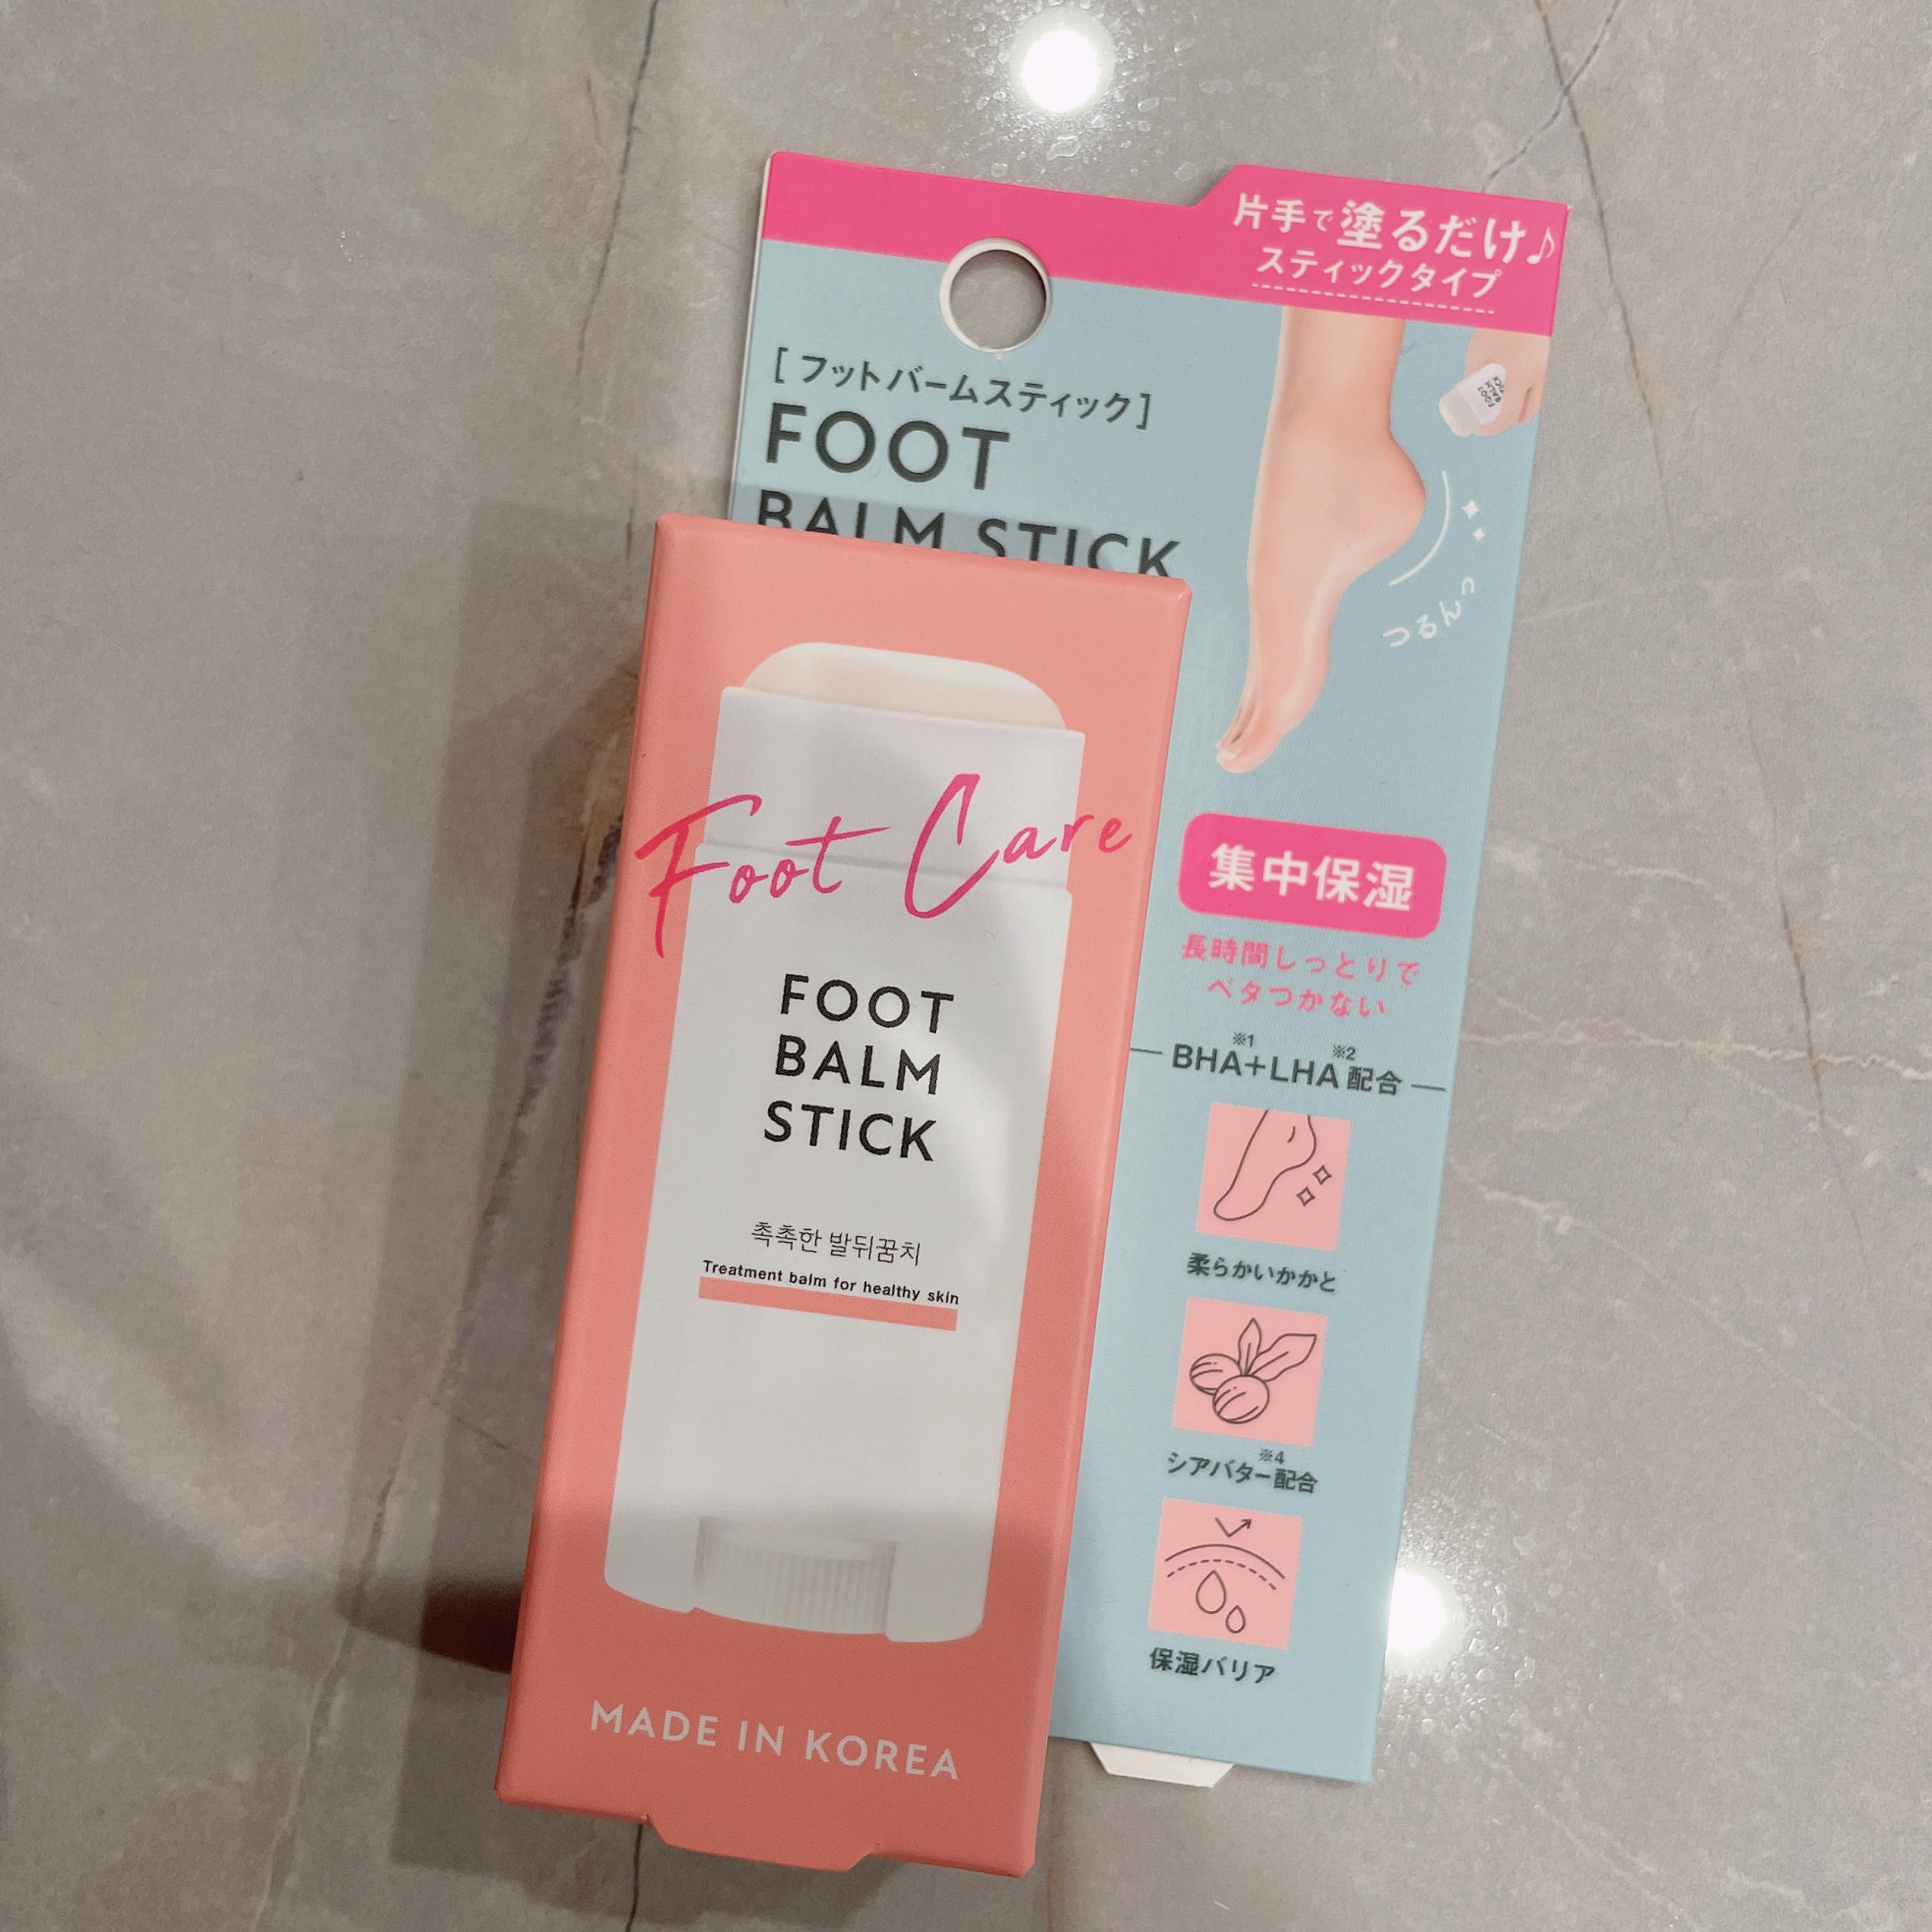 片手で塗るだけ♪
スティックタイプ
[フットバームスティック]
FOOT
BALM STICK
FOOT
BALM
STICK
つるんっ
集中保湿
長時間しっとりで
ベタつかない
BHA※1+LHA※2配合
柔らかいかかと
シアバター※4配合
保湿バリア
Foot Care
FOOT
BALM
STICK
촉촉한 발뒤꿈치
Treatment balm for healthy skin
MADE IN KOREA